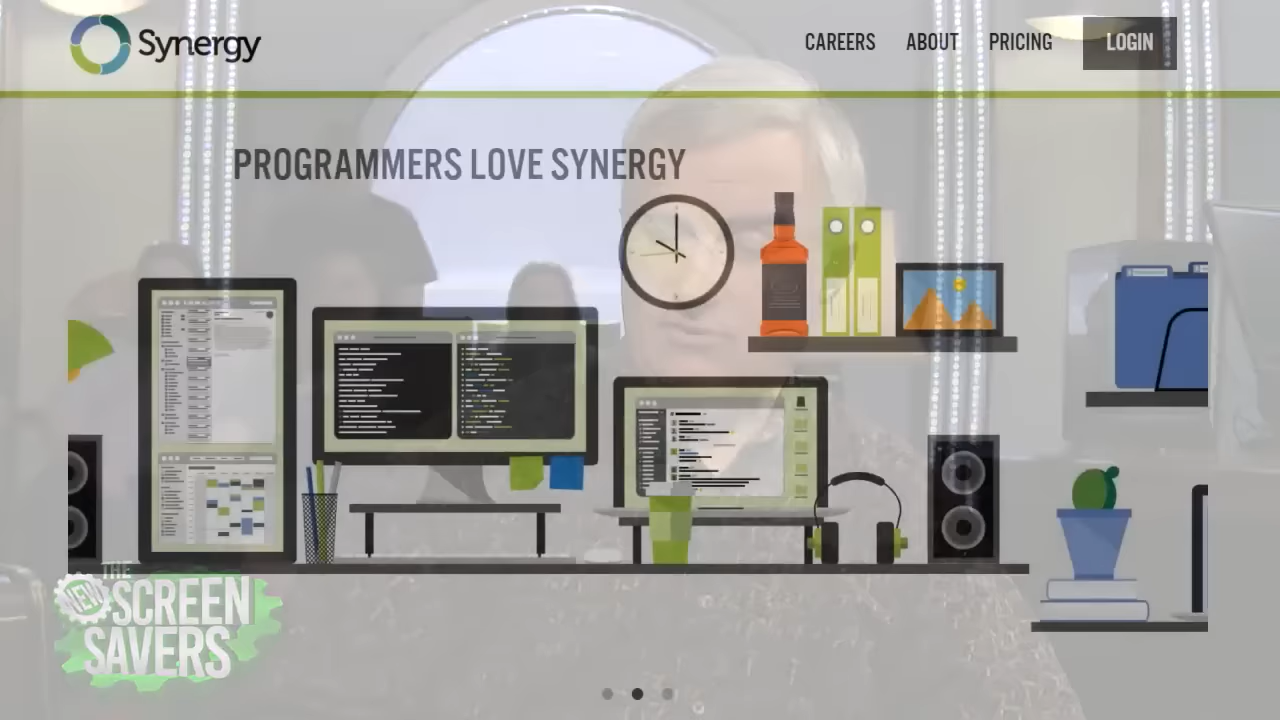 Synergy
CAREERS ABOUT PRICING LOGIN
PROGRAMMERS LOVE SYNERGY
THE
NEW SCREEN
SAVERS